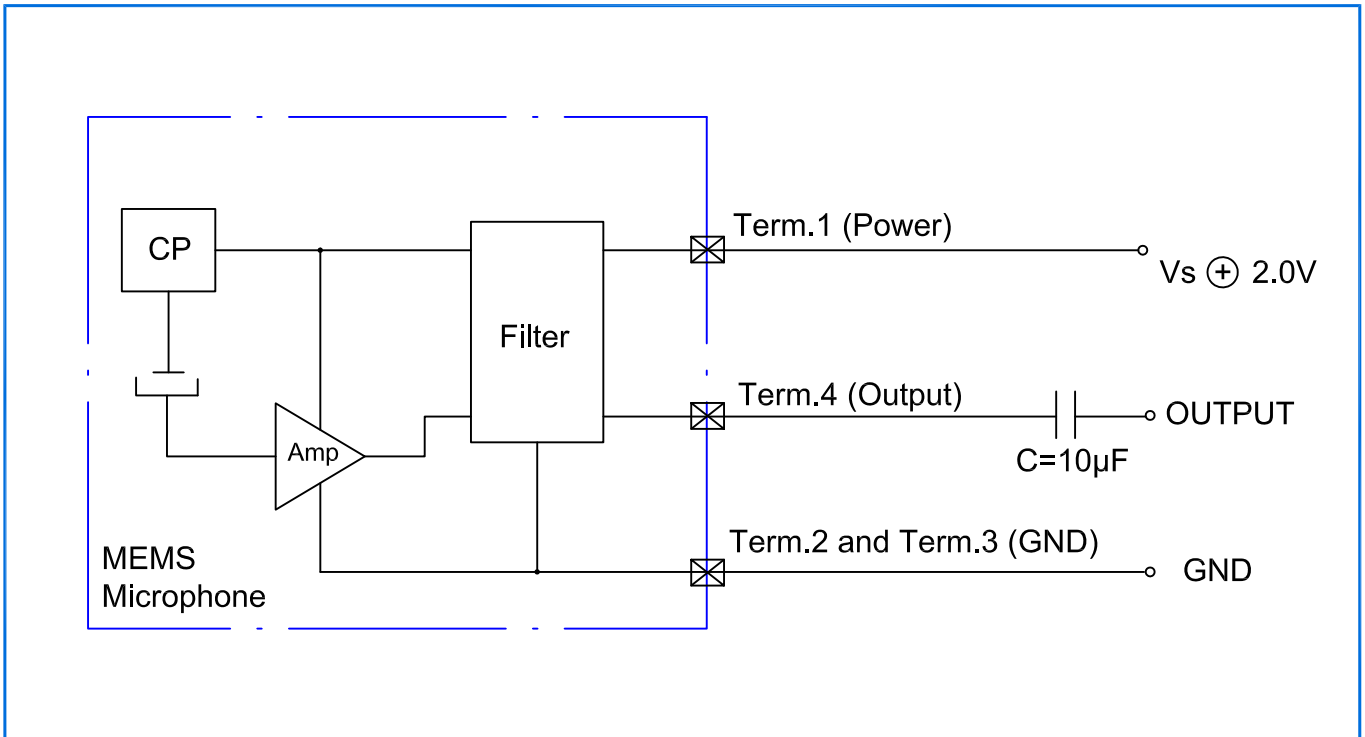 CP
Filter
Amp
MEMS
Microphone
Term.1 (Power)
Vs ⊕ 2.0V
Term.4 (Output)
C=10µF
OUTPUT
Term.2 and Term.3 (GND)
GND